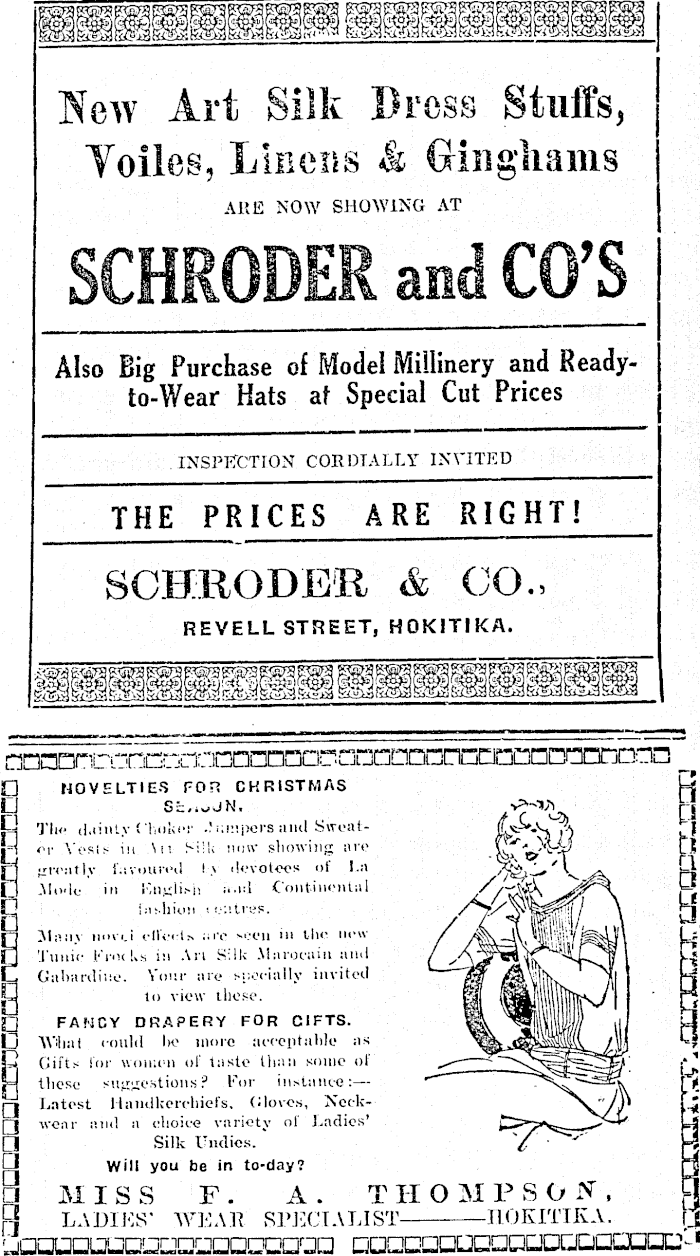 New Art Silk Dress Stuffs,
Voiles, Linens & Ginghams
ARE NOW SHOWING AT
SCHRODER and CO'S
Also Big Purchase of Model Millinery and Ready-
to-Wear Hats at Special Cut Prices
INSPECTION CORDIALLY INVITED
THE PRICES ARE RIGHT!
SCHRODER & CO.,
REVELL STREET, HOKITIKA.
NOVELTIES FOR CHRISTMAS
SEASON.
The dainty Choker Jumpers and Sweat-
er Vests in Art Silk now showing are
greatly favoured by devotees of La
Mode in English and Continental
fashion centres.
Many novel effects are seen in the new
Tunic Frocks in Art Silk Marocain and
Gabardine. Your are specially invited
to view these.
FANCY DRAPERY FOR GIFTS.
What could be more acceptable as
Gifts for women of taste than some of
these suggestions? For instance:—
Latest Handkerchiefs, Gloves, Neck-
wear and a choice variety of Ladies'
Silk Undies.
Will you be in to-day?
MISS F. A. THOMPSON,
LADIES' WEAR SPECIALIST———HOKITIKA.